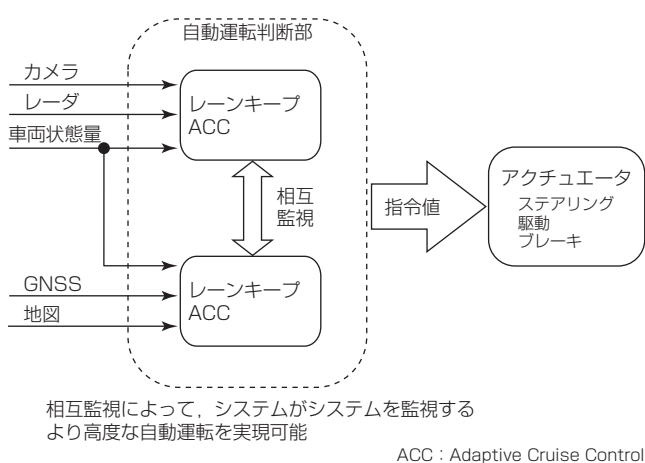 自動運転判断部
カメラ
レーダ
車両状態量
レーンキープ
ACC
相互
監視
指令値
アクチュエータ
ステアリング
駆動
ブレーキ
GNSS
地図
レーンキープ
ACC
相互監視によって，システムがシステムを監視する
より高度な自動運転を実現可能
ACC：Adaptive Cruise Control